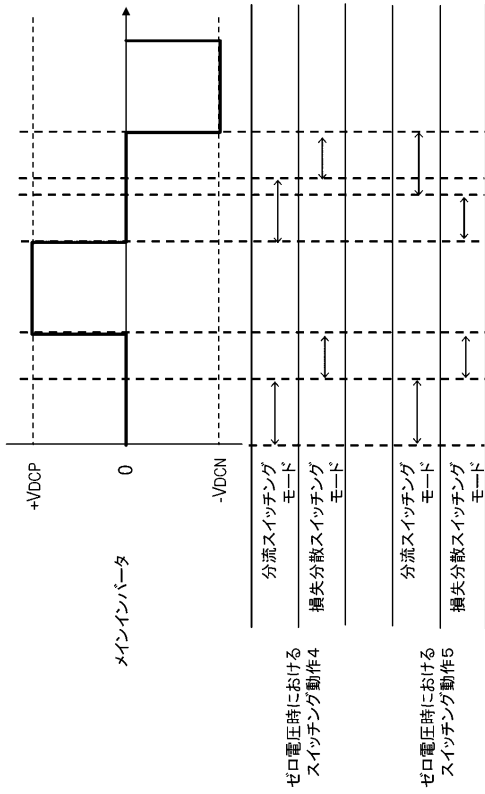 メインインバータ
+VDCP
0
-VDCN
ゼロ電圧時における
スイッチング動作4
分流スイッチング
モード
損失分散スイッチング
モード
ゼロ電圧時における
スイッチング動作5
分流スイッチング
モード
損失分散スイッチング
モード